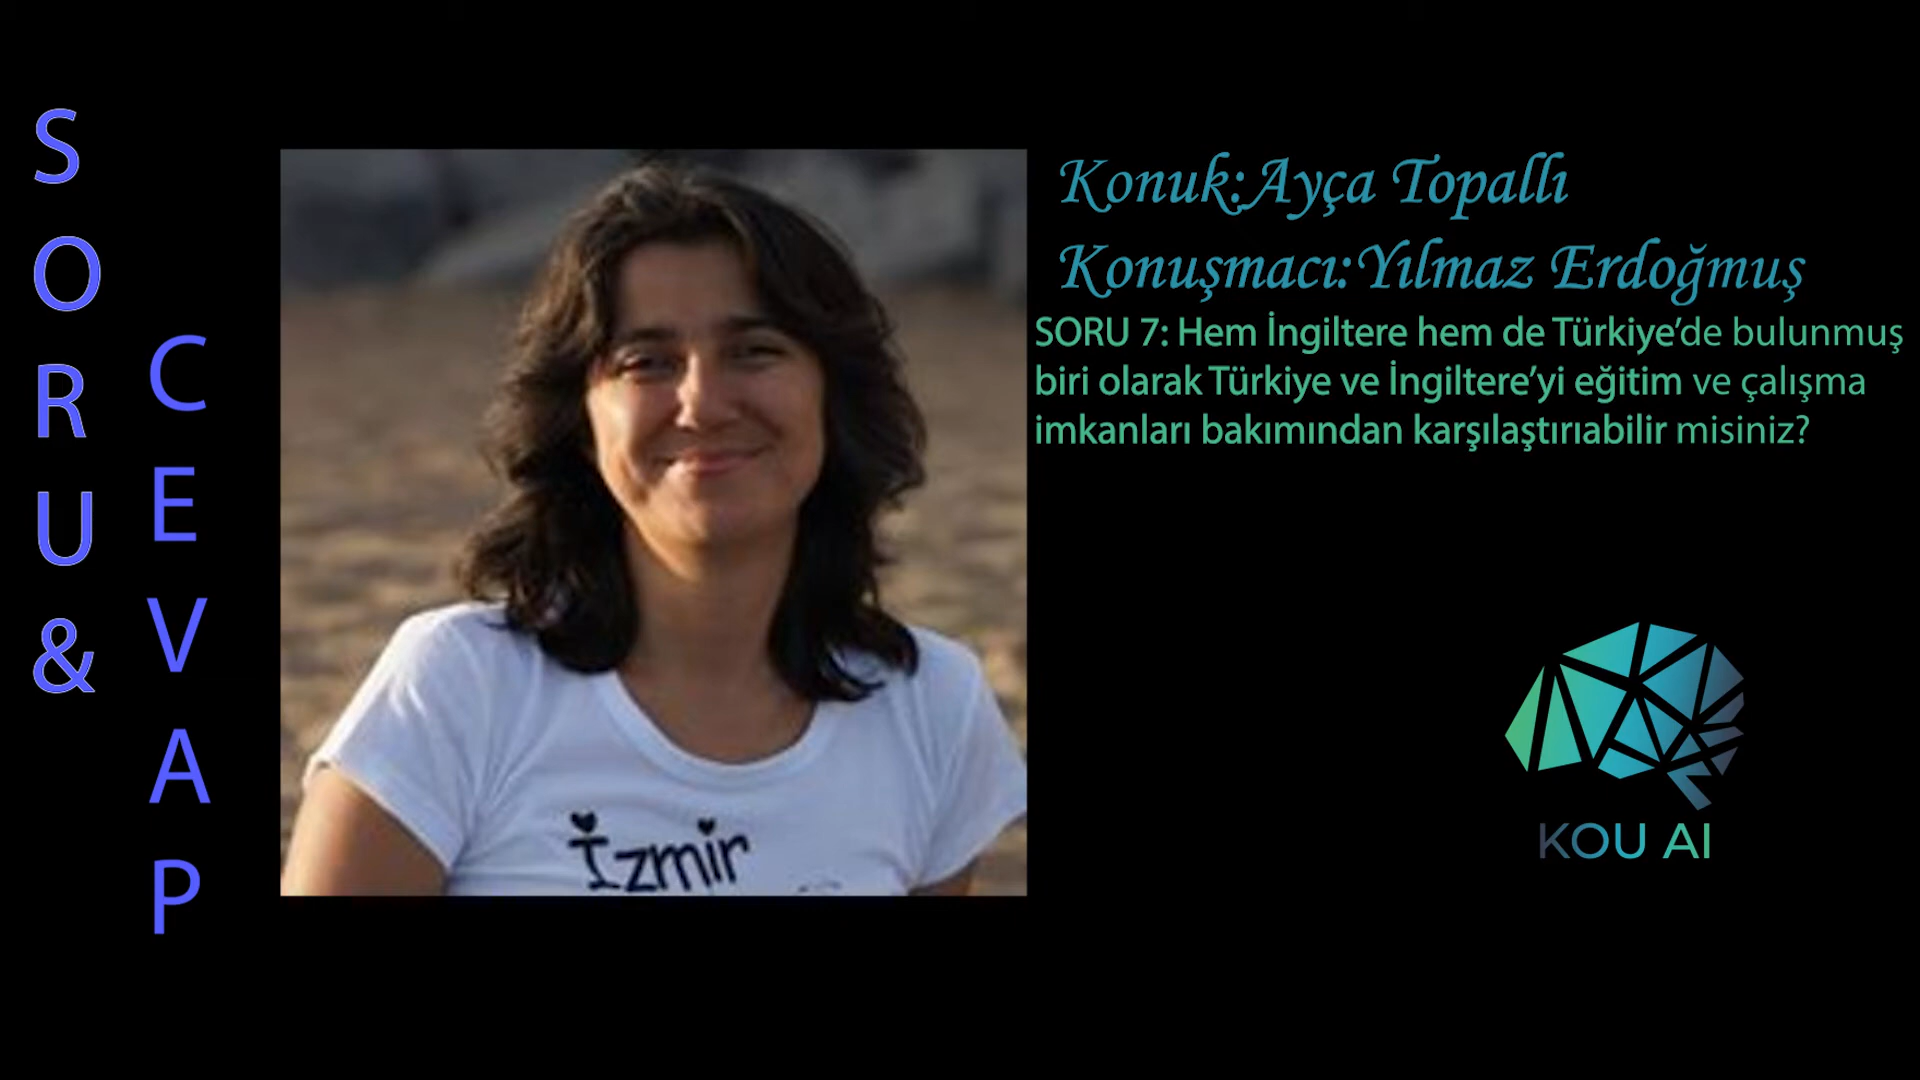 SORU&
CEVAP
Konuk:Ayça Topallı
Konuşmacı:Yılmaz Erdoğmuş
SORU 7: Hem İngiltere hem de Türkiye’de bulunmuş
biri olarak Türkiye ve İngiltere’yi eğitim ve çalışma
imkanları bakımından karşılaştırıabilir misiniz?
İzmir
KOU AI